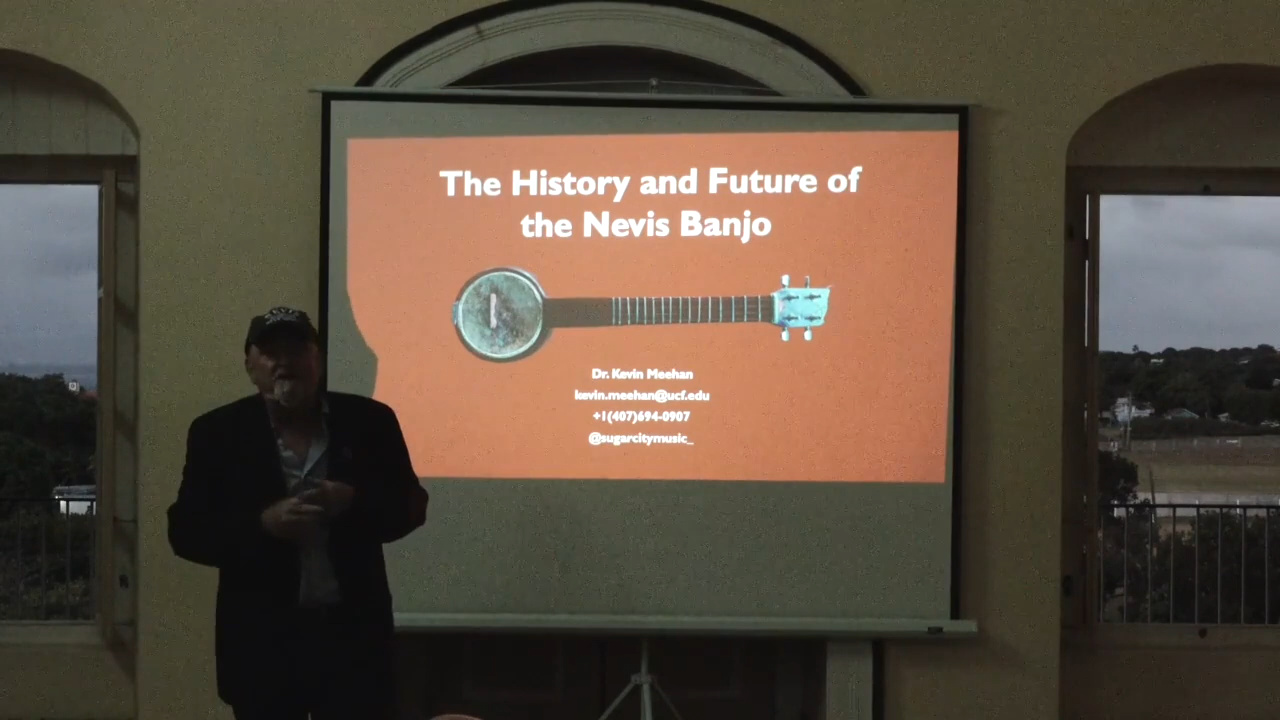 The History and Future of
the Nevis Banjo
Dr. Kevin Meehan
kevin.meehan@ucf.edu
+1(407)694-0907
@sugarcitymusic_